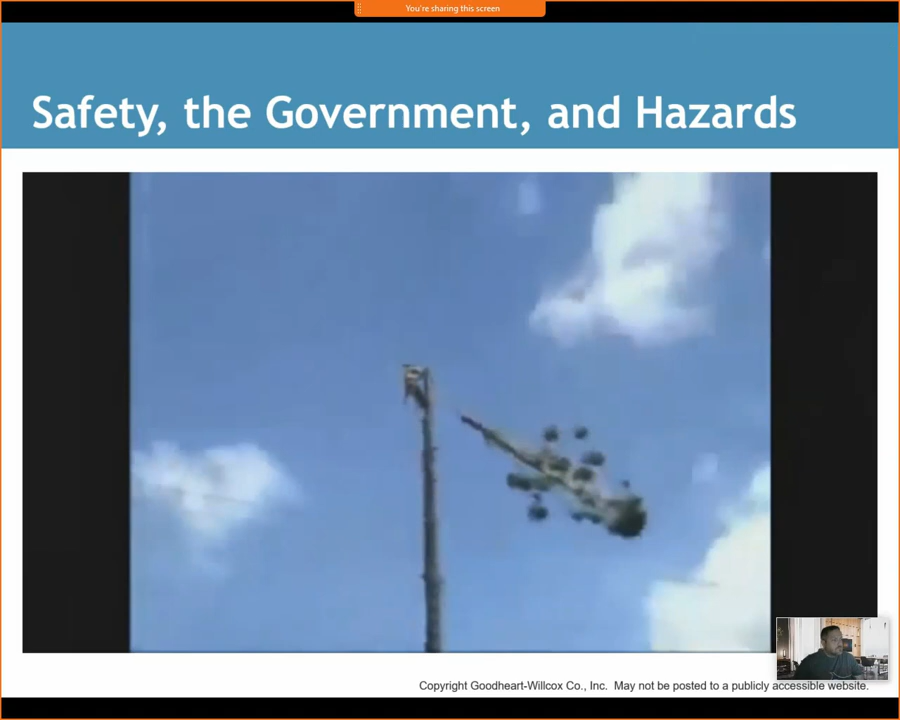 You're sharing this screen
Safety, the Government, and Hazards
Copyright Goodheart-Willcox Co., Inc.  May not be posted to a publicly accessible website.